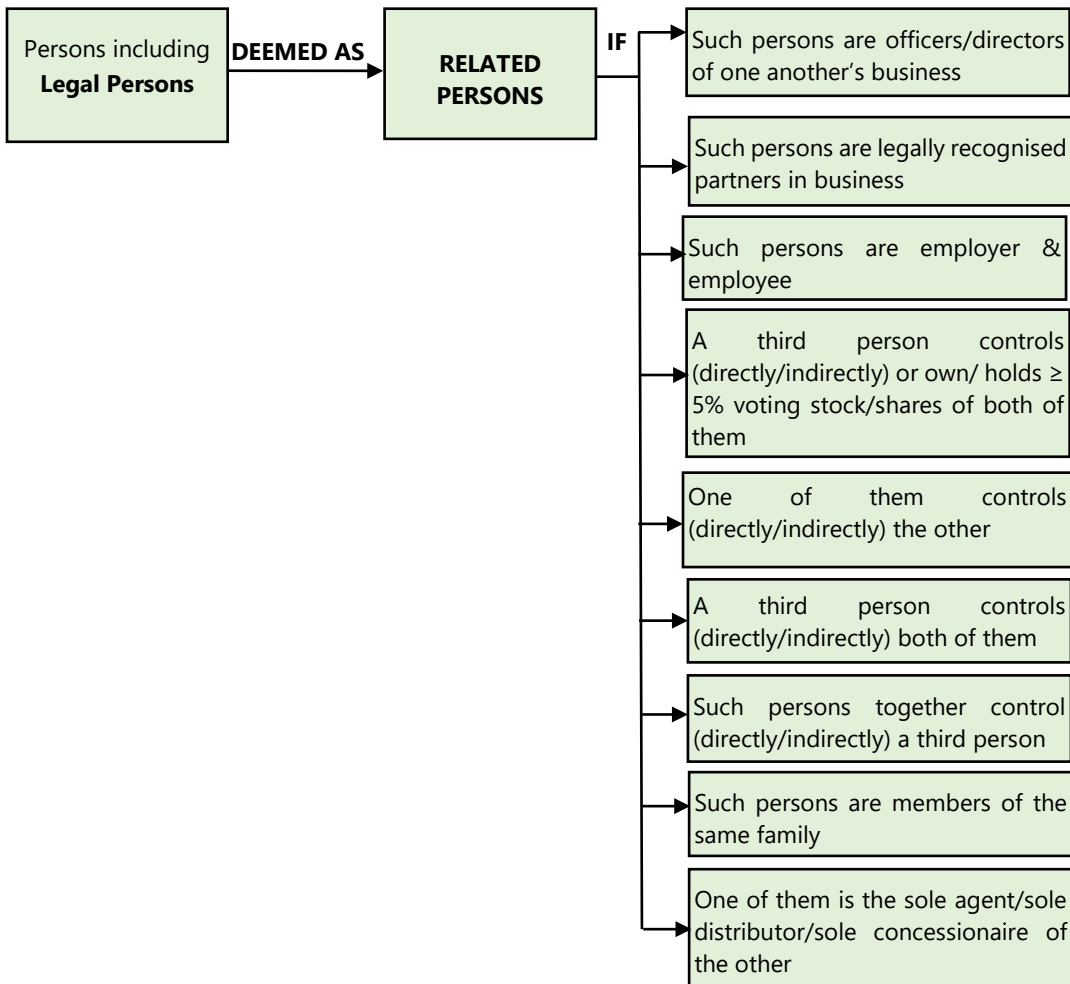 Persons including
Legal Persons
DEEMED AS
RELATED
PERSONS
IF
Such persons are officers/directors
of one another’s business
Such persons are legally recognised
partners in business
Such persons are employer &
employee
A third person controls
(directly/indirectly) or own/ holds ≥
5% voting stock/shares of both of
them
One of them controls
(directly/indirectly) the other
A third person controls
(directly/indirectly) both of them
Such persons together control
(directly/indirectly) a third person
Such persons are members of the
same family
One of them is the sole agent/sole
distributor/sole concessionaire of
the other